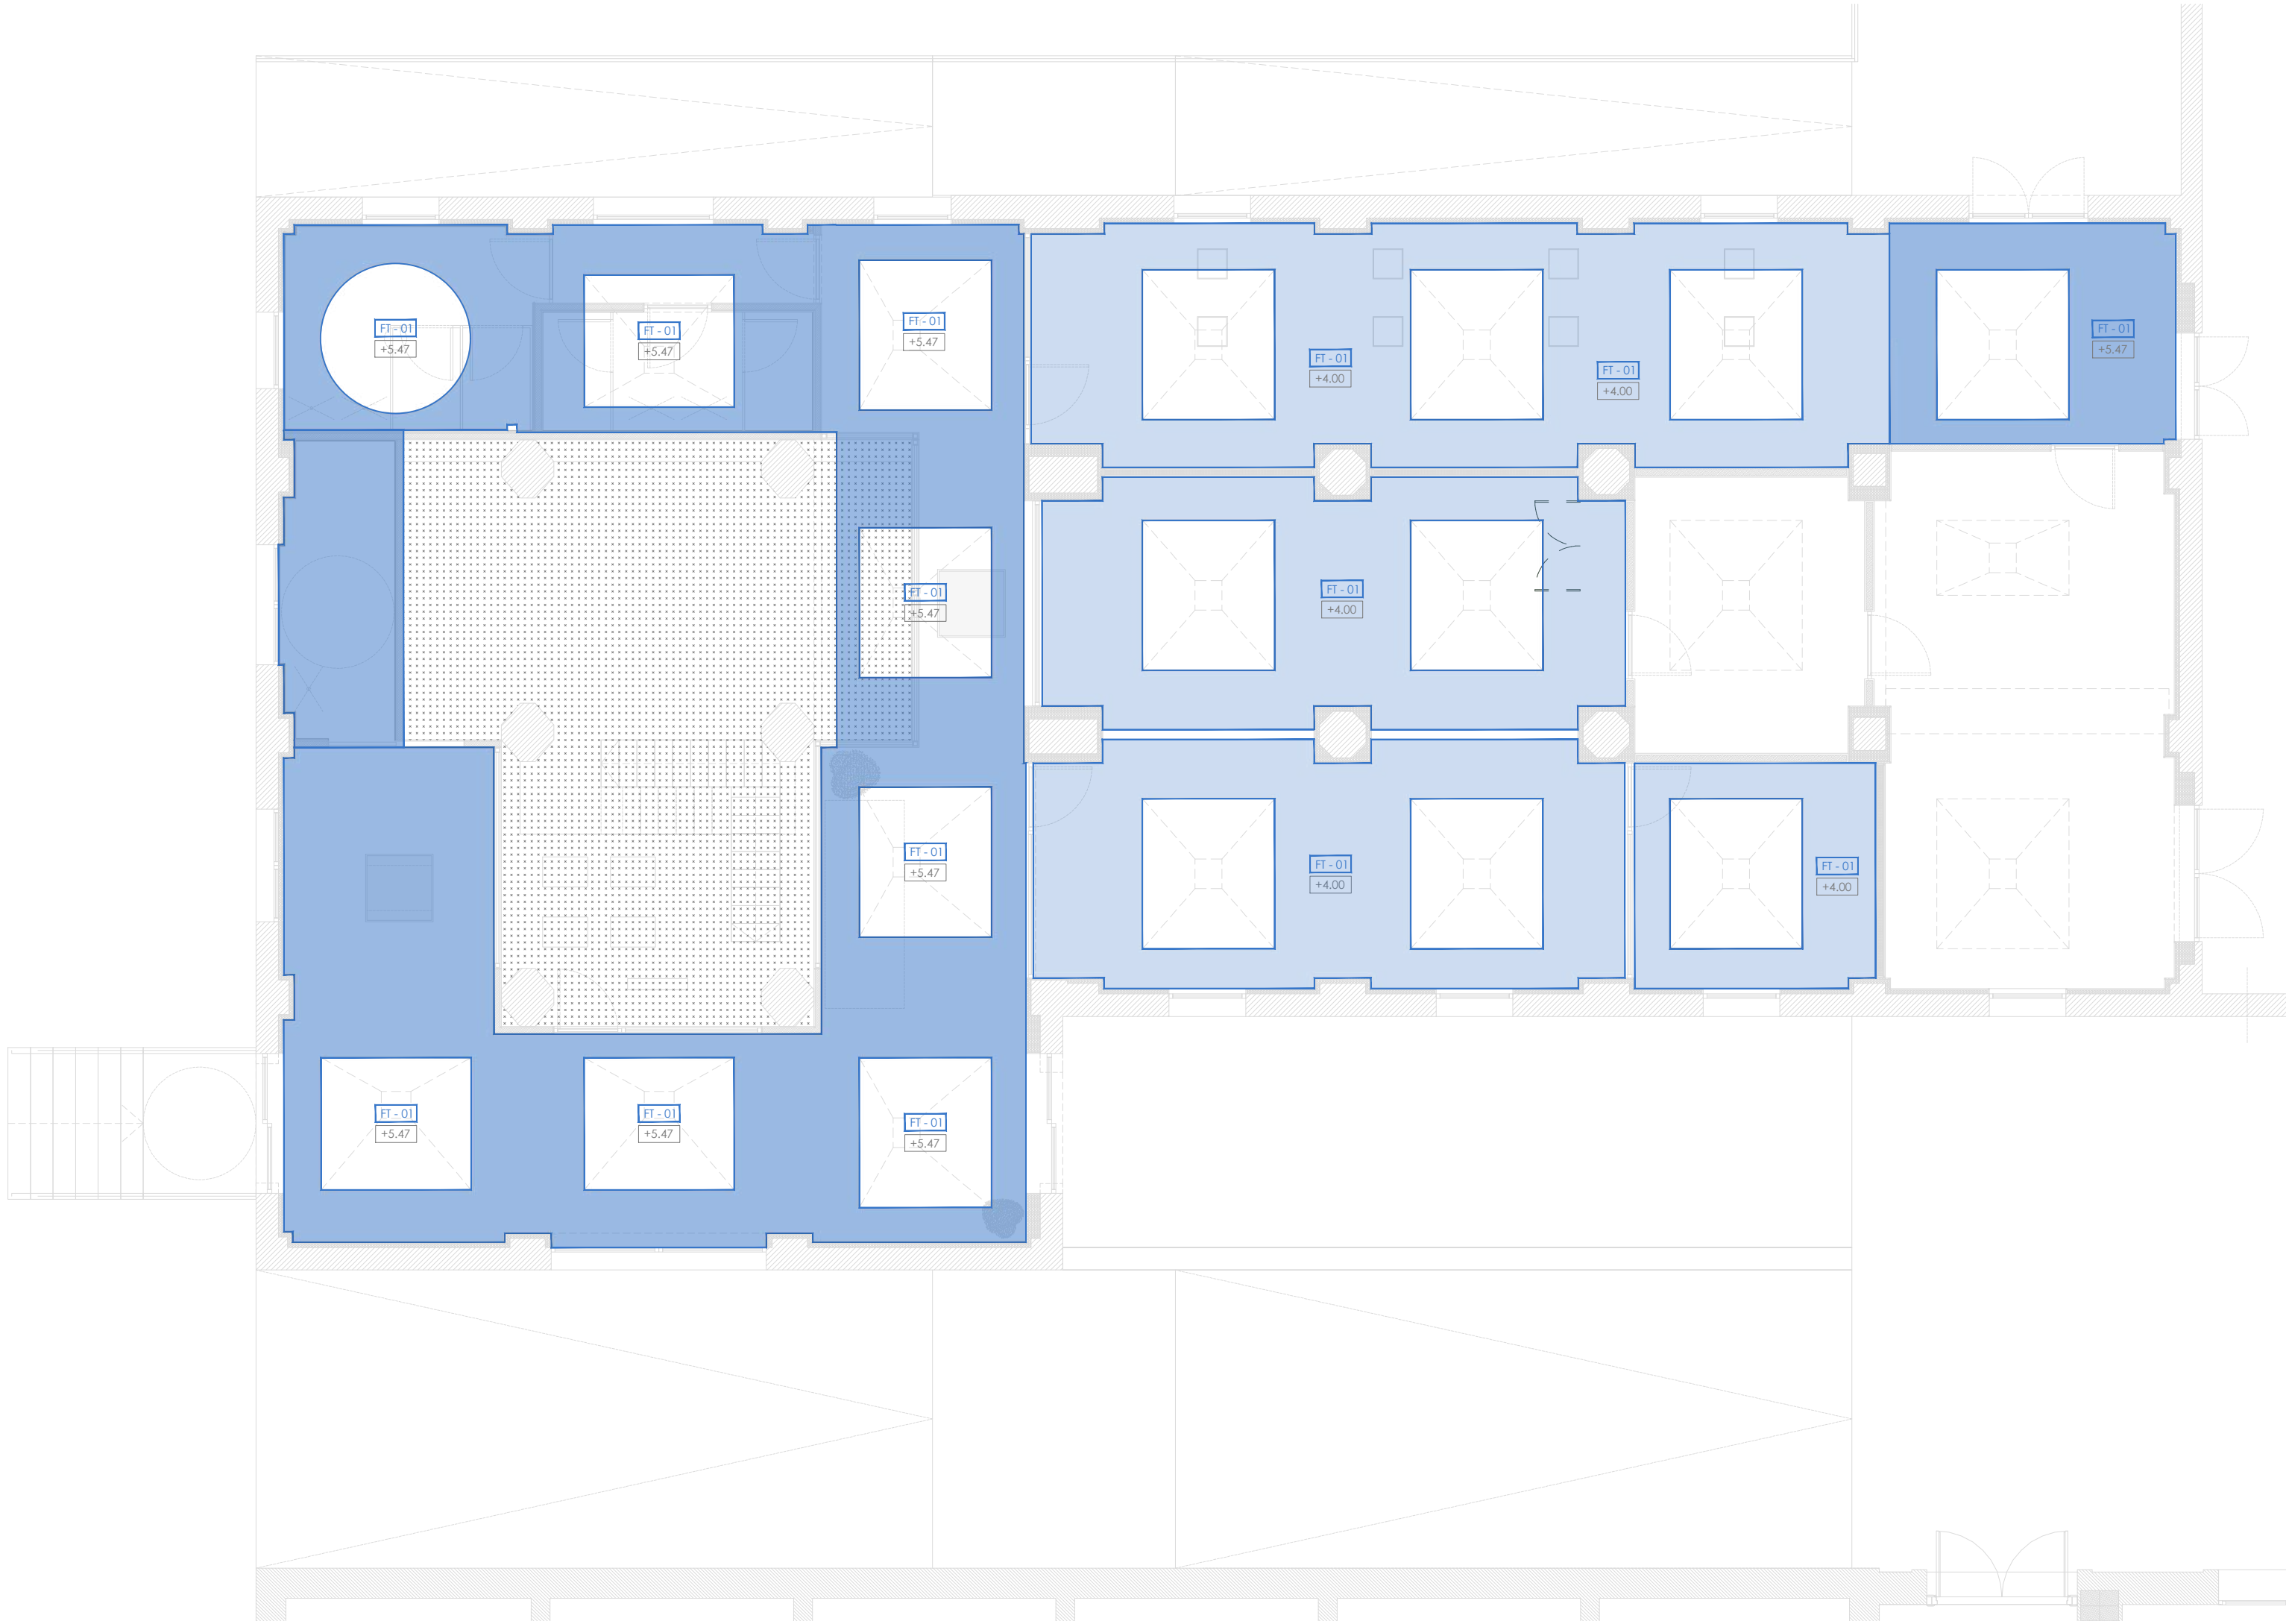 FT - 01
+5.47
FT - 01
+5.47
FT - 01
+5.47
FT - 01
+4.00
FT - 01
+4.00
FT - 01
+5.47
FT - 01
+5.47
FT - 01
+4.00
FT - 01
+5.47
FT - 01
+4.00
FT - 01
+4.00
FT - 01
+5.47
FT - 01
+5.47
FT - 01
+5.47